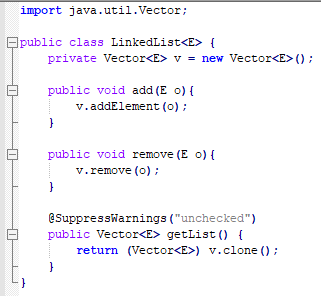 import java.util.Vector;
public class LinkedList<E> {
private Vector<E> v = new Vector<E>();
public void add(E o){
v.addElement(o);
}
public void remove(E o){
v.remove(o);
}
@SuppressWarnings("unchecked")
public Vector<E> getList() {
return (Vector<E>) v.clone();
}
}